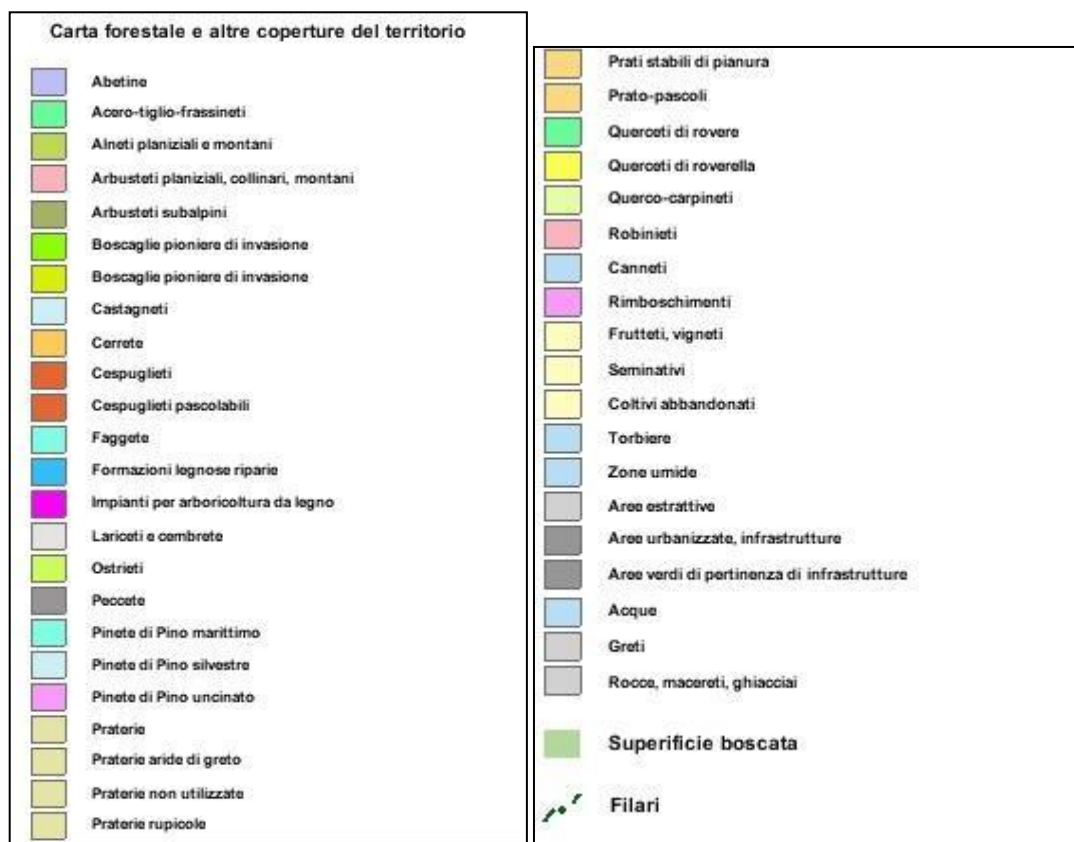 Carta forestale e altre coperture del territorio
Abetine
Acero-tiglio-frassineti
Alneti planiziali e montani
Arbusteti planiziali, collinari, montani
Arbusteti subalpini
Boscaglie pioniere di invasione
Boscaglie pioniere di invasione
Castagneti
Cerrete
Cespuglieti
Cespuglieti pascolabili
Faggete
Formazioni legnose riparie
Impianti per arboricoltura da legno
Lariceti e cembrete
Ostrieti
Peccete
Pinete di Pino marittimo
Pinete di Pino silvestre
Pinete di Pino uncinato
Praterie
Praterie aride di greto
Praterie non utilizzate
Praterie rupicole
Prati stabili di pianura
Prato-pascoli
Querceti di rovere
Querceti di roverella
Querco-carpineti
Robinieti
Canneti
Rimboschimenti
Frutteti, vigneti
Seminativi
Coltivi abbandonati
Torbiere
Zone umide
Aree estrattive
Aree urbanizzate, infrastrutture
Aree verdi di pertinenza di infrastrutture
Acque
Greti
Rocce, macereti, ghiacciai
Superficie boscata
Filari